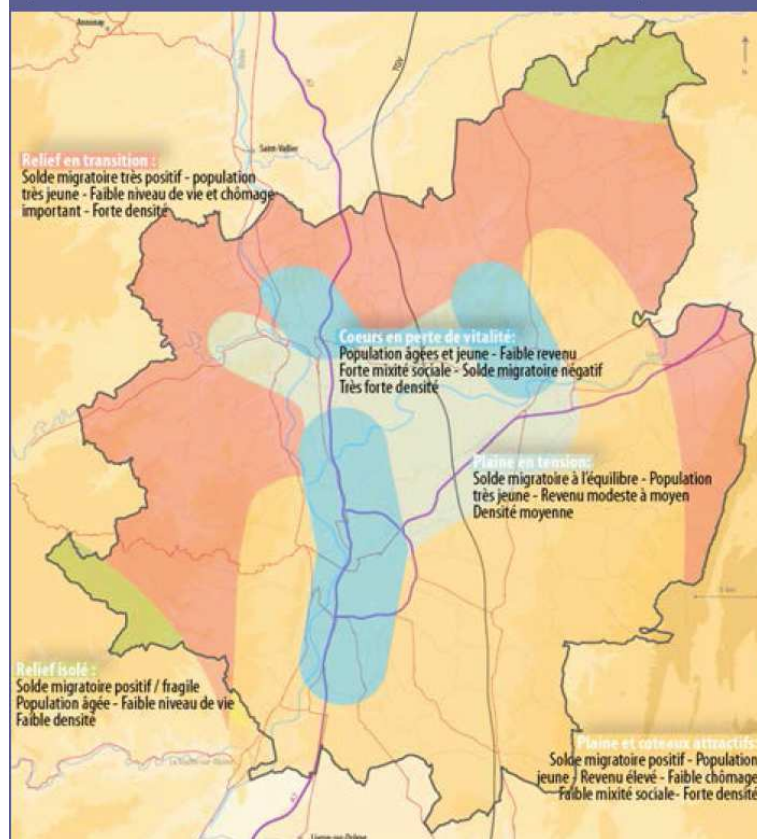 Annonay
A7
TGV
Saint-Vallier
Relief en transition :
Solde migratoire très positif - population
très jeune - Faible niveau de vie et chômage
important - Forte densité
Coeurs en perte de vitalité:
Population âgées et jeune - Faible revenu
Forte mixité sociale - Solde migratoire négatif
Très forte densité
Plaine en tension:
Solde migratoire à l'équilibre - Population
très jeune - Revenu modeste à moyen
Densité moyenne
Relief isolé :
Solde migratoire positif / fragile
Population âgée - Faible niveau de vie
Faible densité
Plaine et coteaux attractifs:
Solde migratoire positif - Population
jeune - Revenu élevé - Faible chômage
Faible mixité sociale- Forte densité
A7